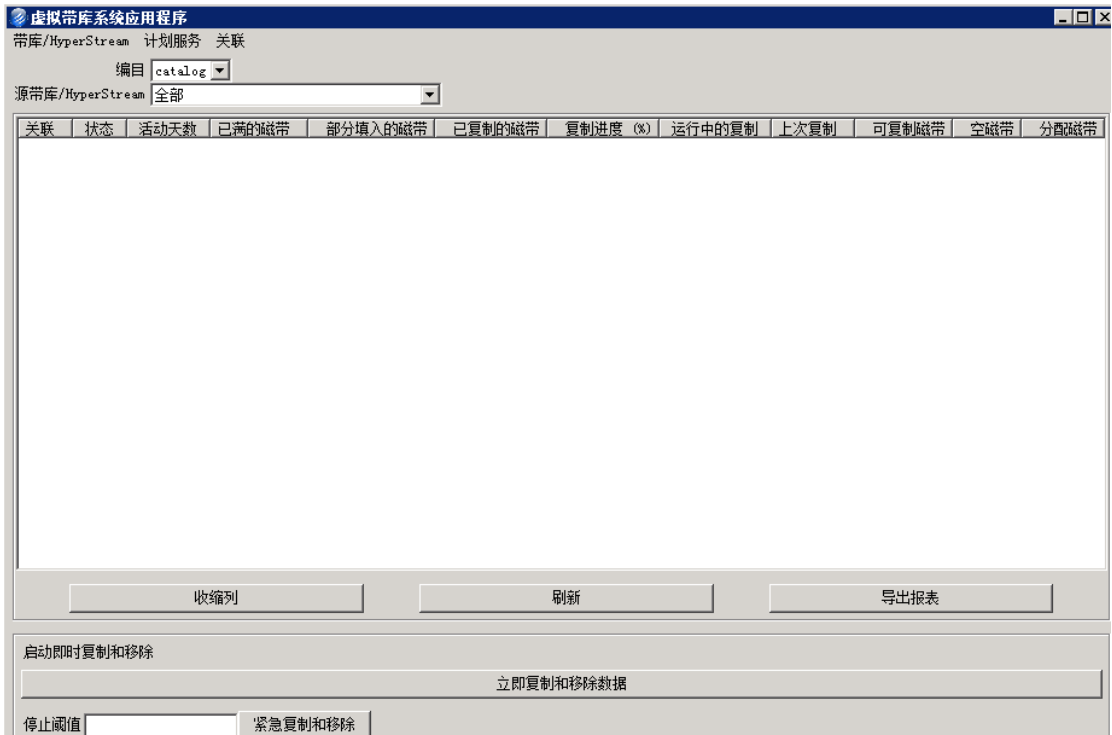 虚拟带库系统应用程序
带库/HyperStream 计划服务 关联
编目 catalog
源带库/HyperStream 全部
关联 状态 活动天数 已满的磁带 部分填入的磁带 已复制的磁带 复制进度 (%) 运行中的复制 上次复制 可复制磁带 空磁带 分配磁带
收缩列 刷新 导出报表
启动即时复制和移除
立即复制和移除数据
停止阈值 紧急复制和移除